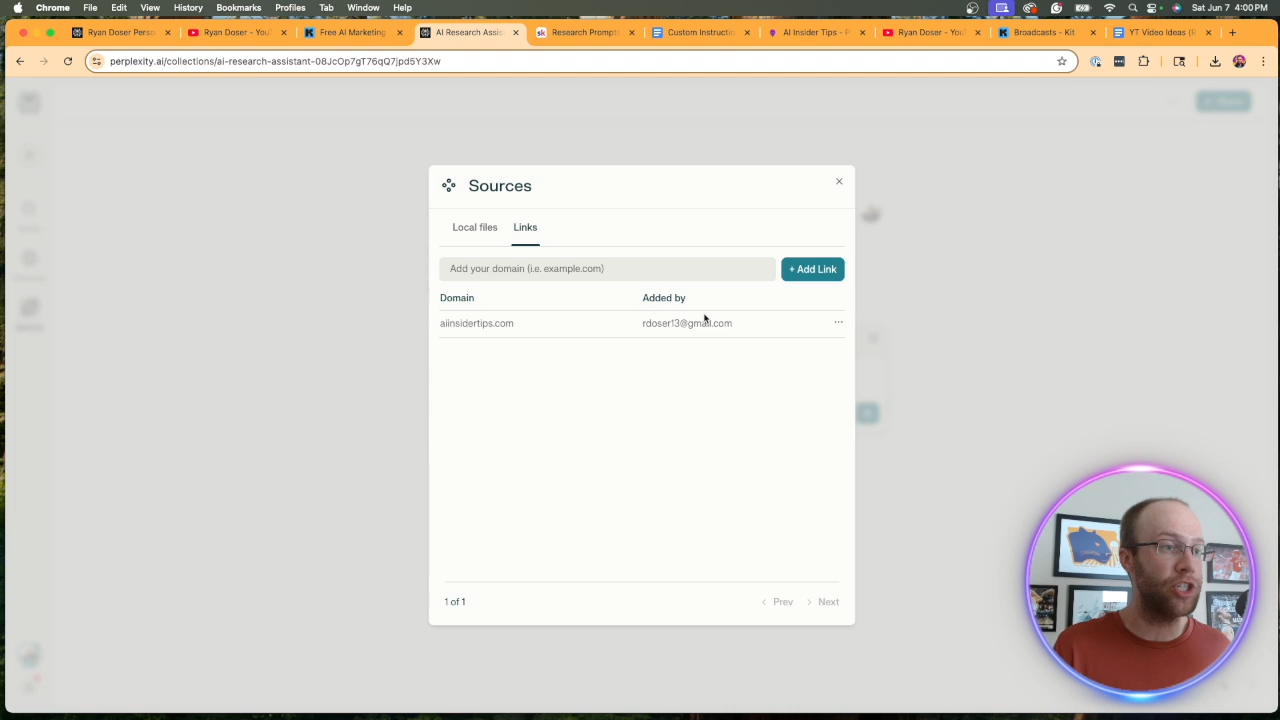 Chrome File Edit View History Bookmarks Profiles Tab Window Help Sat Jun 7 4:00 PM
Ryan Doser Perso Ryan Doser - YouT Free AI Marketing AI Research Assis Research Prompts Custom Instructio AI Insider Tips - P Ryan Doser - YouT Broadcasts - Kit YT Video Ideas (R
perplexity.ai/collections/ai-research-assistant-08JcOp7gT76qQ7jpd5Y3Xw
Sources
Local files Links
Add your domain (i.e. example.com) + Add Link
Domain Added by
aiinsidertips.com rdoser13@gmail.com
1 of 1 Prev Next